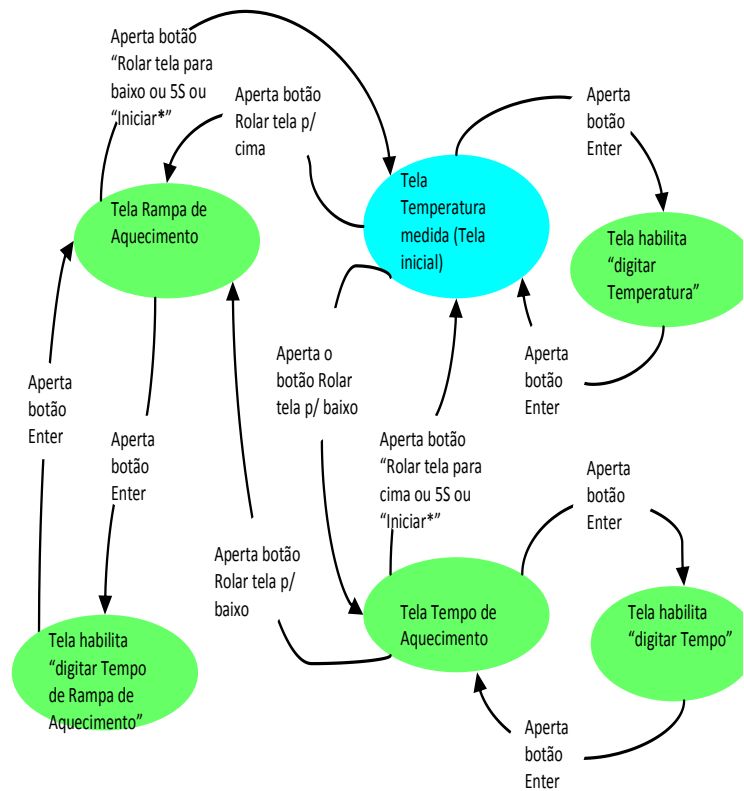 Aperta botão
“Rolar tela para
baixo ou 5S ou
“Iniciar*”
Aperta botão
Rolar tela p/
cima
Aperta
botão
Enter
Tela Rampa de
Aquecimento
Tela
Temperatura
medida (Tela
inicial)
Tela habilita
“digitar
Temperatura”
Aperta o
botão Rolar
tela p/ baixo
Aperta
botão
Enter
Aperta
botão
Enter
Aperta
botão
Enter
Aperta botão
“Rolar tela para
cima ou 5S ou
“Iniciar*”
Aperta
botão
Enter
Aperta botão
Rolar tela p/
baixo
Tela Tempo de
Aquecimento
Tela habilita
“digitar Tempo”
Tela habilita
“digitar Tempo
de Rampa de
Aquecimento”
Aperta
botão
Enter